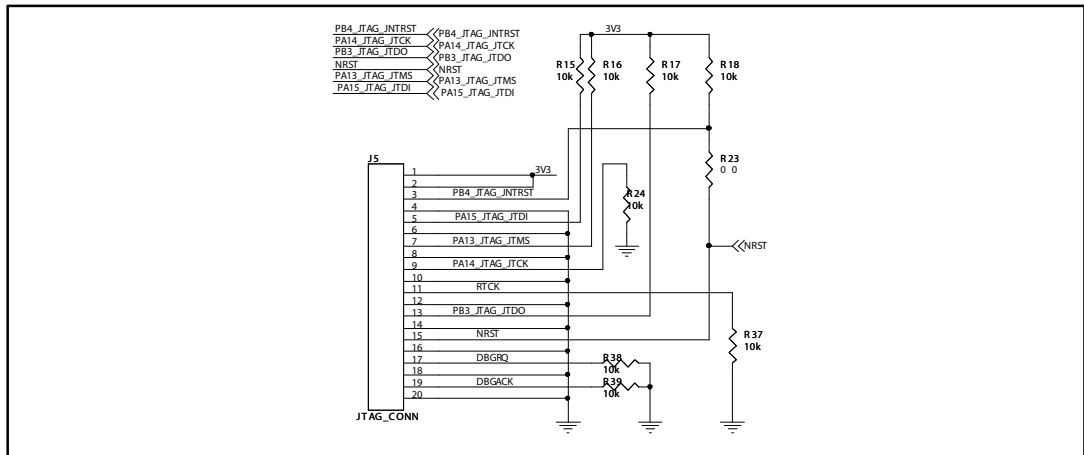 PB4_JTAG_JNTRST PB4_JTAG_JNTRST
PA14_JTAG_JTCK PA14_JTAG_JTCK
PB3_JTAG_JTDO PB3_JTAG_JTDO
NRST NRST
PA13_JTAG_JTMS PA13_JTAG_JTMS
PA15_JTAG_JTDI PA15_JTAG_JTDI
3V3
R15
10k
R16
10k
R17
10k
R18
10k
R23
0 0
R24
10k
NRST
J5
1
3V3
2
3 PB4_JTAG_JNTRST
4
5 PA15_JTAG_JTDI
6
7 PA13_JTAG_JTMS
8
9 PA14_JTAG_JTCK
10
11 RTCK
12
13 PB3_JTAG_JTDO
14
15 NRST
16
17 DBGRQ
18
19 DBGACK
20
JTAG_CONN
R37
10k
R38
10k
R39
10k